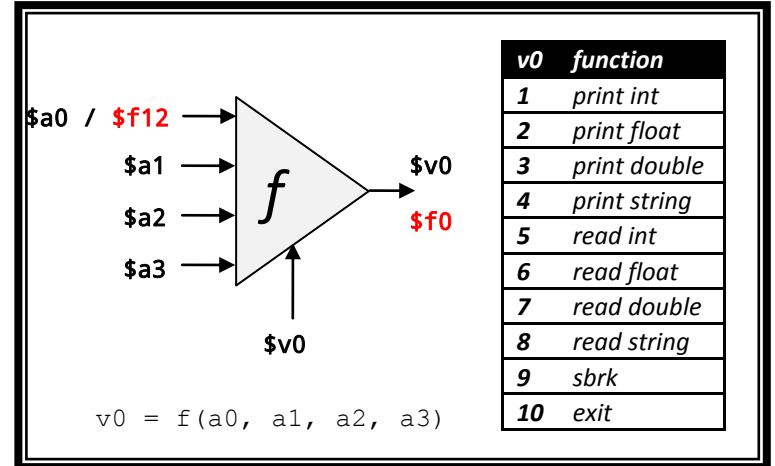 $a0 / $f12
$a1
$a2
$a3
f
$v0
$f0
$v0
v0 = f(a0, a1, a2, a3)
v0 function
1 print int
2 print float
3 print double
4 print string
5 read int
6 read float
7 read double
8 read string
9 sbrk
10 exit